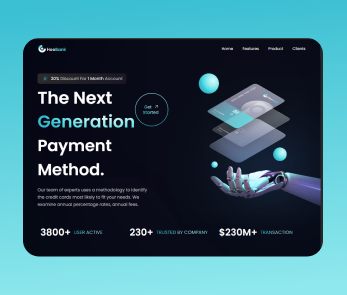 HooBank
Home Features Product Clients
20% Discount For 1 Month Account
The Next
Generation
Get
Started
Payment
Method.
Our team of experts uses a methodology to identify
the credit cards most likely to fit your needs. We
examine annual percentage rates, annual fees.
3800+ USER ACTIVE
230+ TRUSTED BY COMPANY
$230M+ TRANSACTION